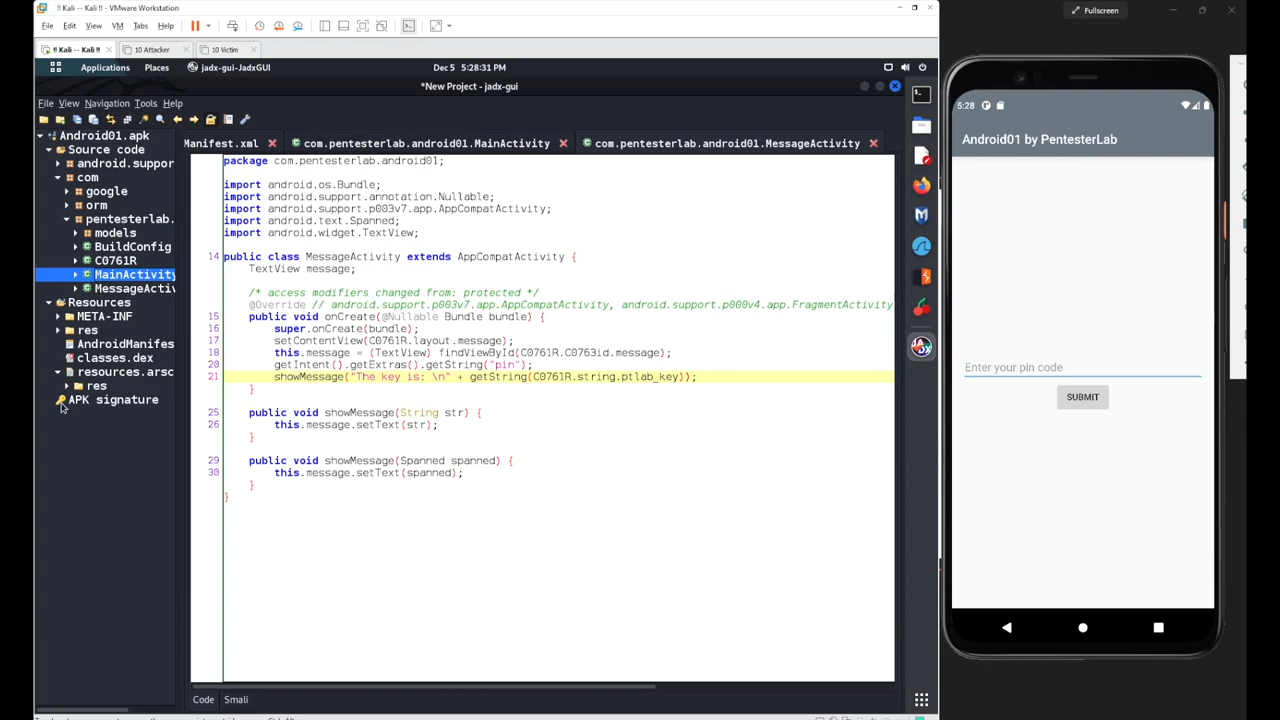 !! Kali -- Kali !! - VMware Workstation
File Edit View VM Tabs Help
!! Kali -- Kali !! 10 Attacker 10 Victim
Applications Places jadx-gui-JadxGUI Dec 5 5:28:31 PM
*New Project - jadx-gui
File View Navigation Tools Help
Android01.apk
Source code
android.suppor
com
google
orm
pentesterlab.
models
BuildConfig
C0761R
MainActivity
MessageActiv
Resources
META-INF
res
AndroidManifes
classes.dex
resources.arsc
res
APK signature
Manifest.xml com.pentesterlab.android01.MainActivity com.pentesterlab.android01.MessageActivity
package com.pentesterlab.android01;
import android.os.Bundle;
import android.support.annotation.Nullable;
import android.support.p003v7.app.AppCompatActivity;
import android.text.Spanned;
import android.widget.TextView;
14 public class MessageActivity extends AppCompatActivity {
TextView message;
/* access modifiers changed from: protected */
@Override // android.support.p003v7.app.AppCompatActivity, android.support.p000v4.app.FragmentActivity
15 public void onCreate(@Nullable Bundle bundle) {
16 super.onCreate(bundle);
17 setContentView(C0761R.layout.message);
18 this.message = (TextView) findViewById(C0761R.C0763id.message);
20 getIntent().getExtras().getString("pin");
21 showMessage("The key is: \n" + getString(C0761R.string.ptlab_key));
}
25 public void showMessage(String str) {
26 this.message.setText(str);
}
29 public void showMessage(Spanned spanned) {
30 this.message.setText(spanned);
}
}
Code Smali
Fullscreen
5:28
Android01 by PentesterLab
Enter your pin code
SUBMIT